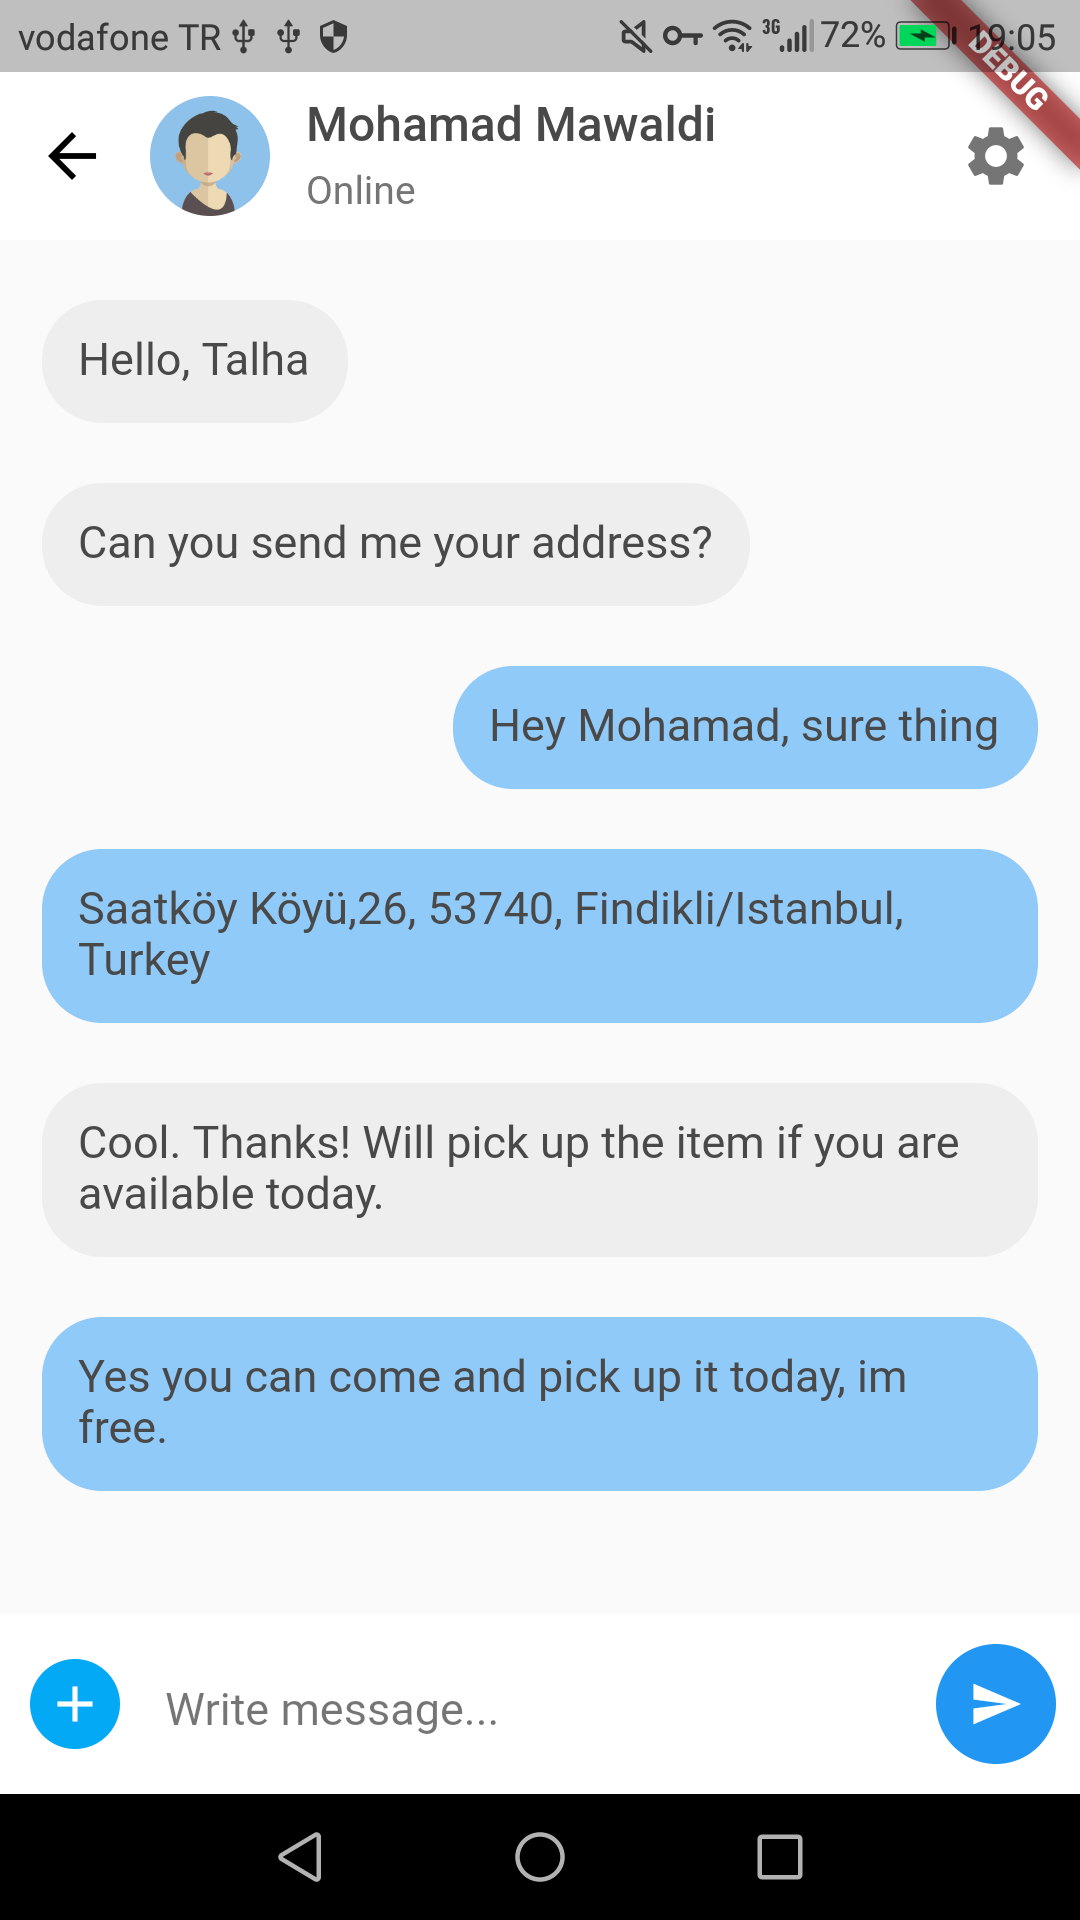 vodafone TR 3G 72% 19:05
DEBUG
Mohamad Mawaldi
Online
Hello, Talha
Can you send me your address?
Hey Mohamad, sure thing
Saatköy Köyü,26, 53740, Findikli/Istanbul,
Turkey
Cool. Thanks! Will pick up the item if you are
available today.
Yes you can come and pick up it today, im
free.
Write message...